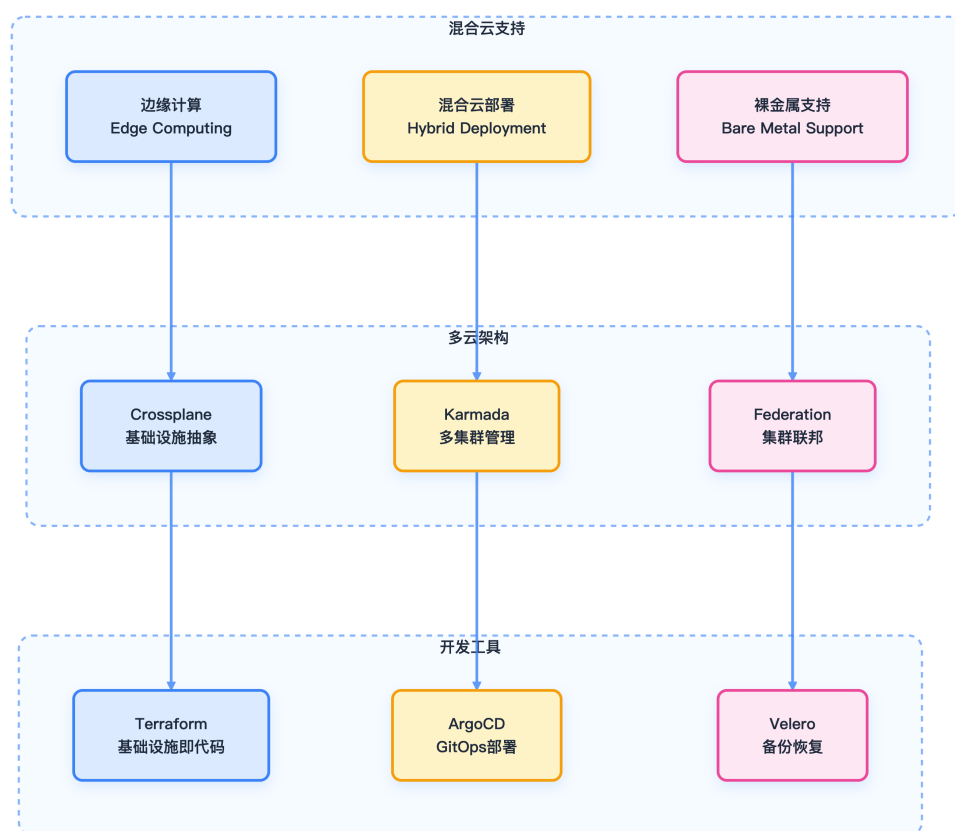 混合云支持
边缘计算
Edge Computing
混合云部署
Hybrid Deployment
裸金属支持
Bare Metal Support
多云架构
Crossplane
基础设施抽象
Karmada
多集群管理
Federation
集群联邦
开发工具
Terraform
基础设施即代码
ArgoCD
GitOps部署
Velero
备份恢复